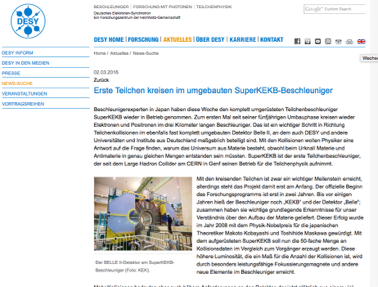 BESCHLEUNIGER | FORSCHUNG MIT PHOTONEN | TEILCHENPHYSIK
Deutsches Elektronen-Synchrotron
Ein Forschungszentrum der Helmholtz-Gemeinschaft
DESY
DESY HOME | FORSCHUNG | AKTUELLES | ÜBER DESY | KARRIERE | KONTAKT
DESY INFORM
DESY IN DEN MEDIEN
PRESSE
NEWS-SUCHE
VERANSTALTUNGEN
VORTRAGSREIHEN
Home / Aktuelles / News-Suche
02.03.2016
Zurück
Erste Teilchen kreisen im umgebauten SuperKEKB-Beschleuniger
Beschleunigerexperten in Japan haben diese Woche den komplett umgerüsteten Teilchenbeschleuniger
SuperKEKB wieder in Betrieb genommen. Zum ersten Mal seit seiner fünfjährigen Umbauphase kreisen wieder
Elektronen und Positronen im drei Kilometer langen Beschleuniger. Das ist ein wichtiger Schritt in Richtung
Teilchenkollisionen im ebenfalls fast komplett umgebauten Detektor Belle II, an dem auch DESY und andere
Universitäten und Institute aus Deutschland maßgeblich beteiligt sind. Mit den Kollisionen wollen Physiker eine
Antwort auf die Frage finden, warum das Universum aus Materie besteht, obwohl beim Urknall Materie und
Antimaterie in genau gleichen Mengen entstanden sein müssten. SuperKEKB ist der erste Teilchenbeschleuniger,
der seit dem Large Hadron Collider am CERN in Genf seinen Betrieb für die Teilchenphysik aufnimmt.
Mit den kreisenden Teilchen ist zwar ein wichtiger Meilenstein erreicht,
allerdings steht das Projekt damit erst am Anfang. Der offizielle Beginn
des Forschungsprogramms ist erst in zwei Jahren. Bis vor einigen
Jahren hieß der Beschleuniger noch „KEKB“ und der Detektor „Belle“;
zusammen haben sie wichtige grundlegende Erkenntnisse für unser
Verständnis über den Aufbau der Materie geliefert. Dieser Erfolg wurde
im Jahr 2008 mit dem Physik-Nobelpreis für die japanischen
Theoretiker Makoto Kobayashi und Toshihide Maskawa gewürdigt. Mit
dem aufgerüsteten SuperKEKB soll nun die 50-fache Menge an
Kollisionsdaten im Vergleich zum Vorgänger erzeugt werden. Diese
höhere Luminosität, die ein Maß für die Anzahl der Kollisionen ist, wird
durch besonders leistungsfähige Fokussierungsmagnete und andere
neue Elemente im Beschleuniger erreicht.
Der BELLE II-Detektor am SuperKEKB-
Beschleuniger (Foto: KEK).